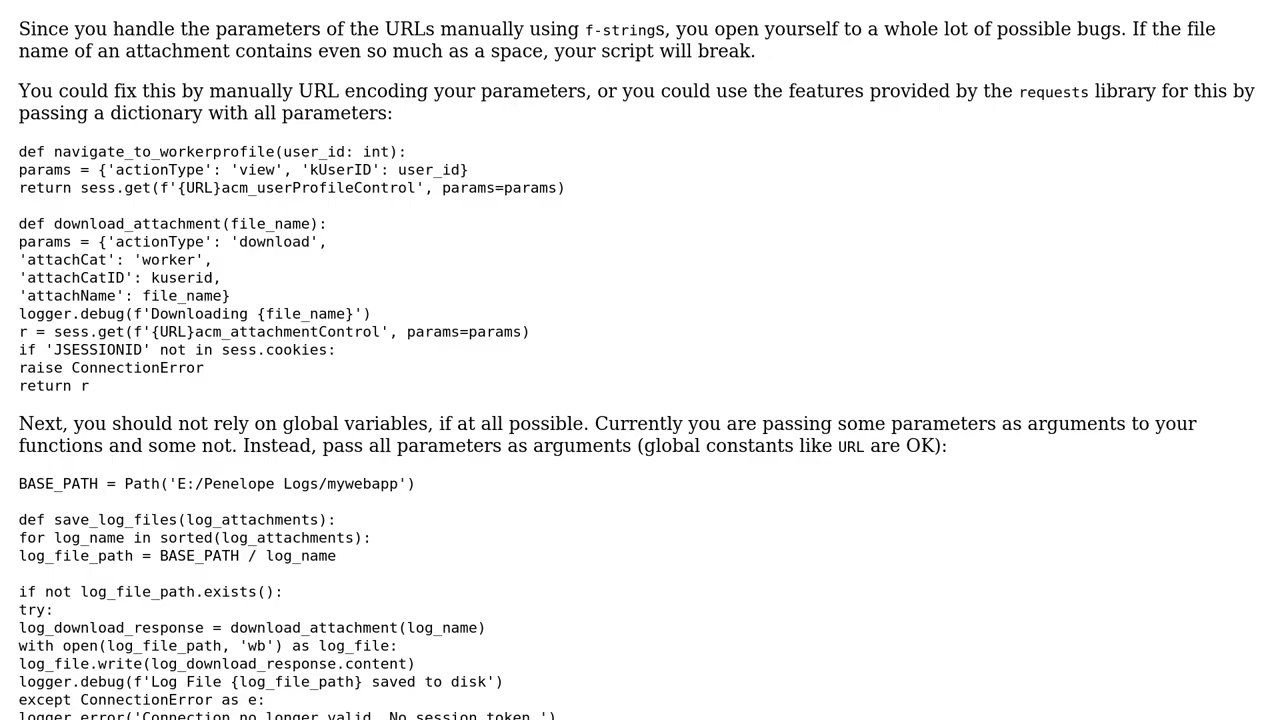 Since you handle the parameters of the URLs manually using f-strings, you open yourself to a whole lot of possible bugs. If the file
name of an attachment contains even so much as a space, your script will break.
You could fix this by manually URL encoding your parameters, or you could use the features provided by the requests library for this by
passing a dictionary with all parameters:
def navigate_to_workerprofile(user_id: int):
params = {'actionType': 'view', 'kUserID': user_id}
return sess.get(f'{URL}acm_userProfileControl', params=params)
def download_attachment(file_name):
params = {'actionType': 'download',
'attachCat': 'worker',
'attachCatID': kuserid,
'attachName': file_name}
logger.debug(f'Downloading {file_name}')
r = sess.get(f'{URL}acm_attachmentControl', params=params)
if 'JSESSIONID' not in sess.cookies:
raise ConnectionError
return r
Next, you should not rely on global variables, if at all possible. Currently you are passing some parameters as arguments to your
functions and some not. Instead, pass all parameters as arguments (global constants like URL are OK):
BASE_PATH = Path('E:/Penelope Logs/mywebapp')
def save_log_files(log_attachments):
for log_name in sorted(log_attachments):
log_file_path = BASE_PATH / log_name
if not log_file_path.exists():
try:
log_download_response = download_attachment(log_name)
with open(log_file_path, 'wb') as log_file:
log_file.write(log_download_response.content)
logger.debug(f'Log File {log_file_path} saved to disk')
except ConnectionError as e:
logger.error('Connection no longer valid. No session token.')